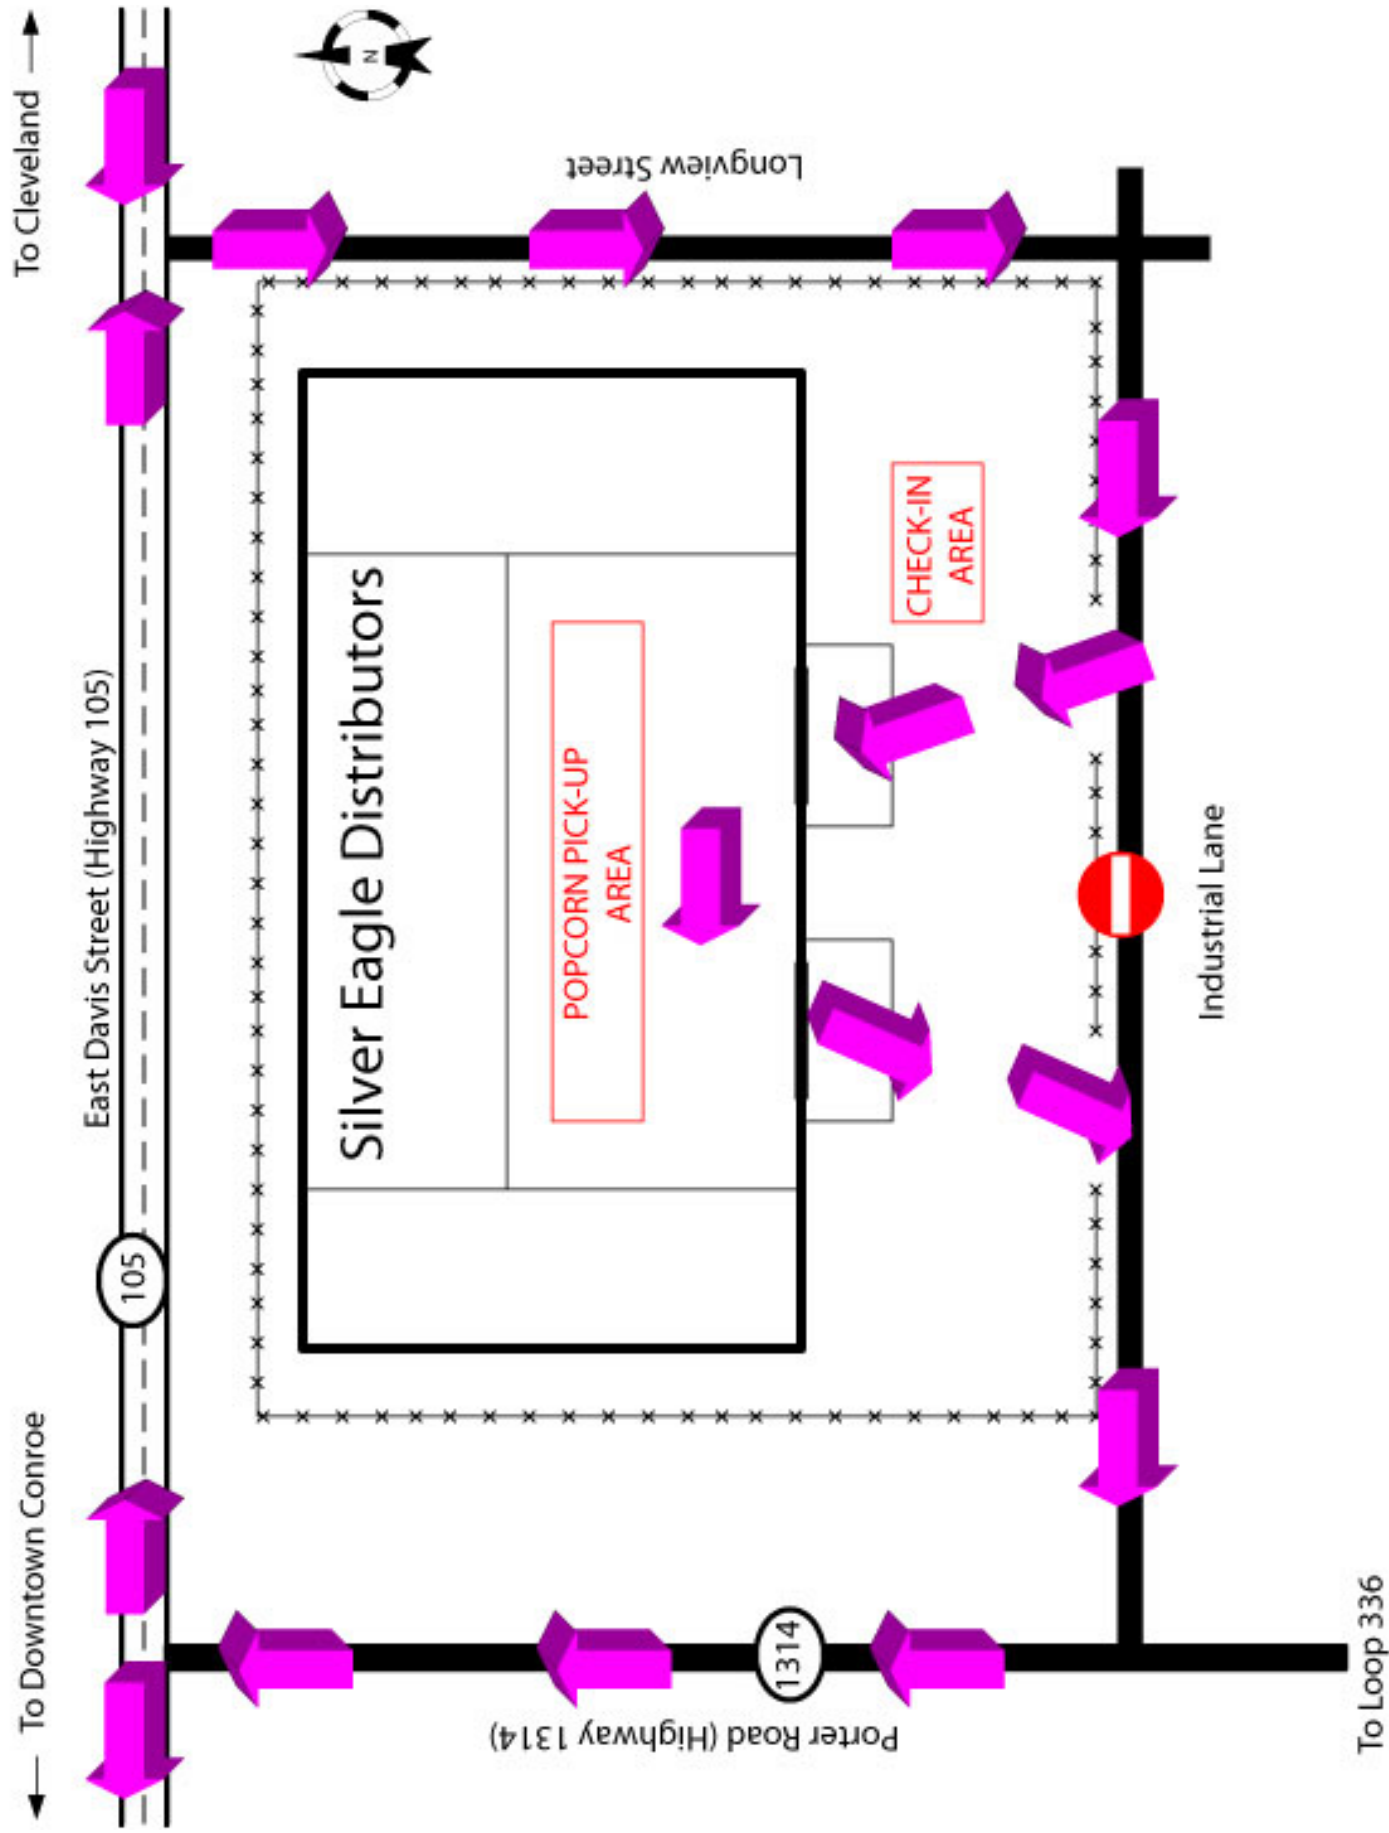 To Downtown Conroe
To Cleveland
East Davis Street (Highway 105)
105
N
Silver Eagle Distributors
POPCORN PICK-UP
AREA
CHECK-IN
AREA
Longview Street
Porter Road (Highway 1314)
1314
Industrial Lane
To Loop 336